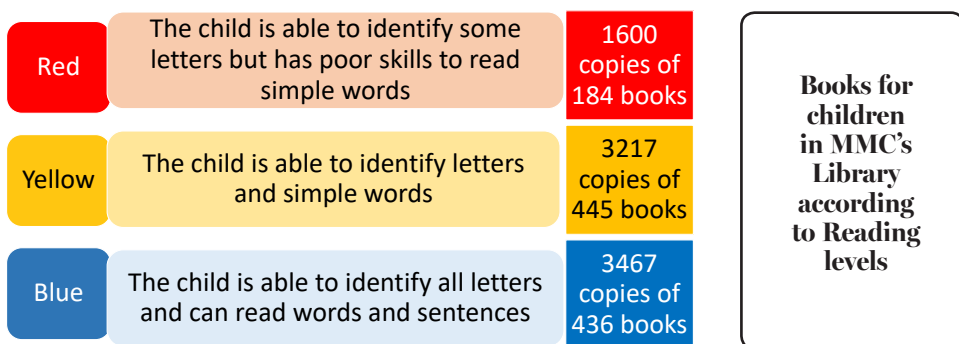 Red
The child is able to identify some
letters but has poor skills to read
simple words
1600
copies of
184 books
Yellow
The child is able to identify letters
and simple words
3217
copies of
445 books
Blue
The child is able to identify all letters
and can read words and sentences
3467
copies of
436 books
Books for
children
in MMC's
Library
according
to Reading
levels